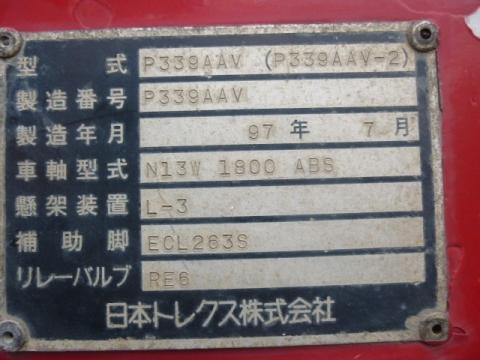 型式 P339AAV (P339AAV-2)
製造番号 P339AAV
製造年月 97年 7月
車軸型式 N13W 1800 ABS
懸架装置 L-3
補助脚 ECL263S
リレーバルブ RE6
日本トレクス株式会社